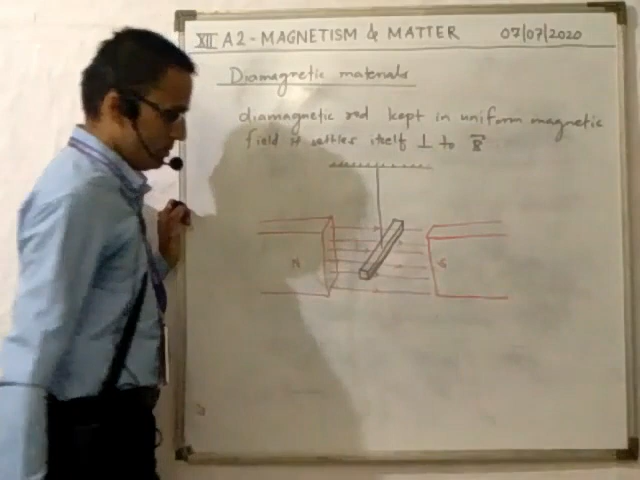 XII A2 - MAGNETISM & MATTER 07/07/2020
Diamagnetic materials
diamagnetic rod kept in uniform magnetic
field it settles itself ⊥ to B
N S